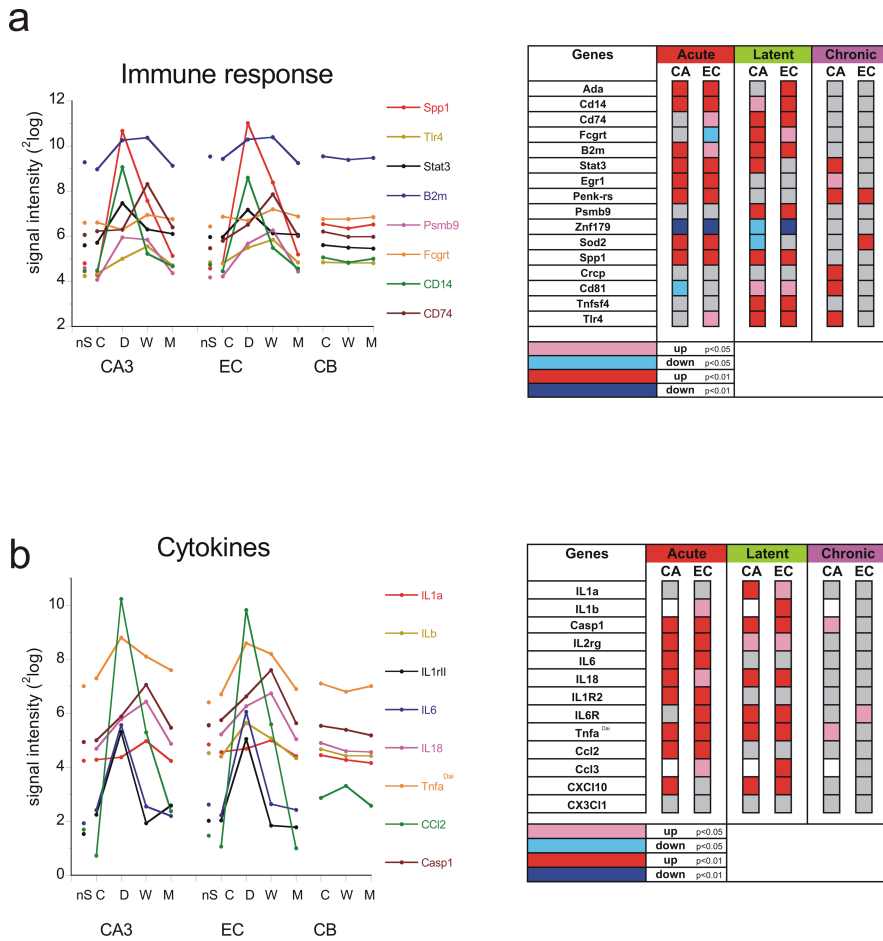 a
Immune response
signal intensity (²log)
12
10
8
6
4
2
nS C D W M nS C D W M C W M
CA3 EC CB
Spp1
Tlr4
Stat3
B2m
Psmb9
Fcgrt
CD14
CD74
Genes Acute Latent Chronic
CA EC CA EC CA EC
Ada
Cd14
Cd74
Fcgrt
B2m
Stat3
Egr1
Penk-rs
Psmb9
Znf179
Sod2
Spp1
Crcp
Cd81
Tnfsf4
Tlr4
up p<0.05
down p<0.05
up p<0.01
down p<0.01
b
Cytokines
signal intensity (²log)
10
8
6
4
2
0
nS C D W M nS C D W M C W M
CA3 EC CB
IL1a
ILb
IL1rII
IL6
IL18
Tnfa Dai
CCl2
Casp1
Genes Acute Latent Chronic
CA EC CA EC CA EC
IL1a
IL1b
Casp1
IL2rg
IL6
IL18
IL1R2
IL6R
Tnfa Dai
Ccl2
Ccl3
CXCl10
CX3Cl1
up p<0.05
down p<0.05
up p<0.01
down p<0.01